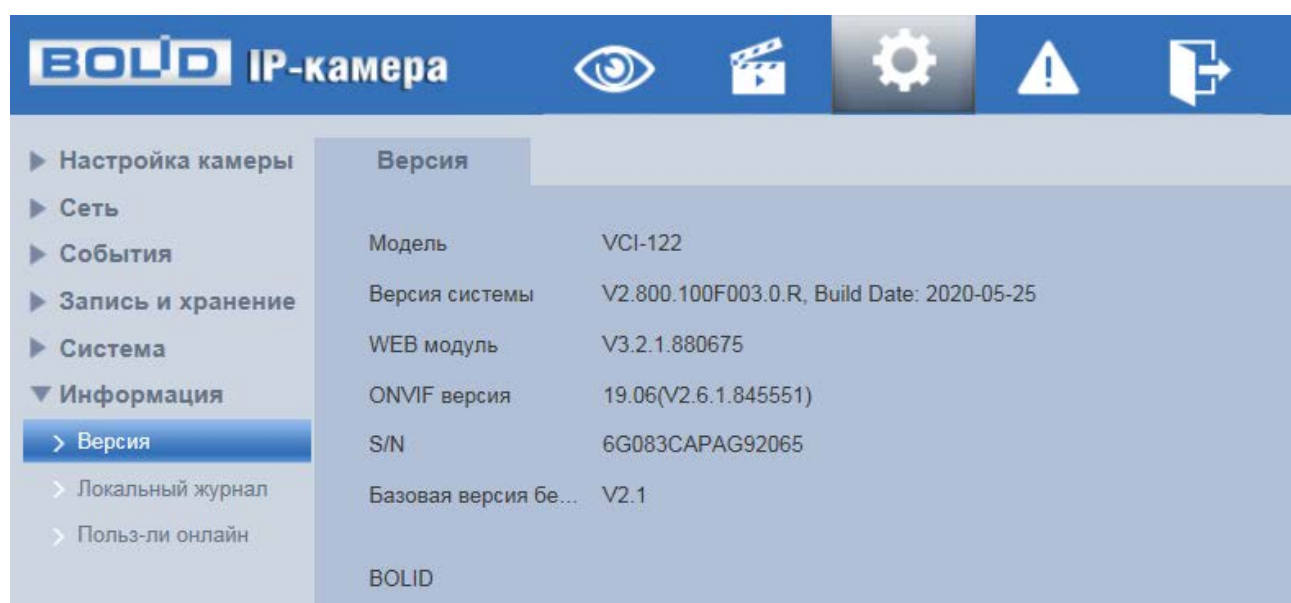 BOLID IP-камера
Настройка камеры
Сеть
События
Запись и хранение
Система
Информация
Версия
Локальный журнал
Польз-ли онлайн
Версия
Модель VCI-122
Версия системы V2.800.100F003.0.R, Build Date: 2020-05-25
WEB модуль V3.2.1.880675
ONVIF версия 19.06(V2.6.1.845551)
S/N 6G083CAPAG92065
Базовая версия бе... V2.1
BOLID